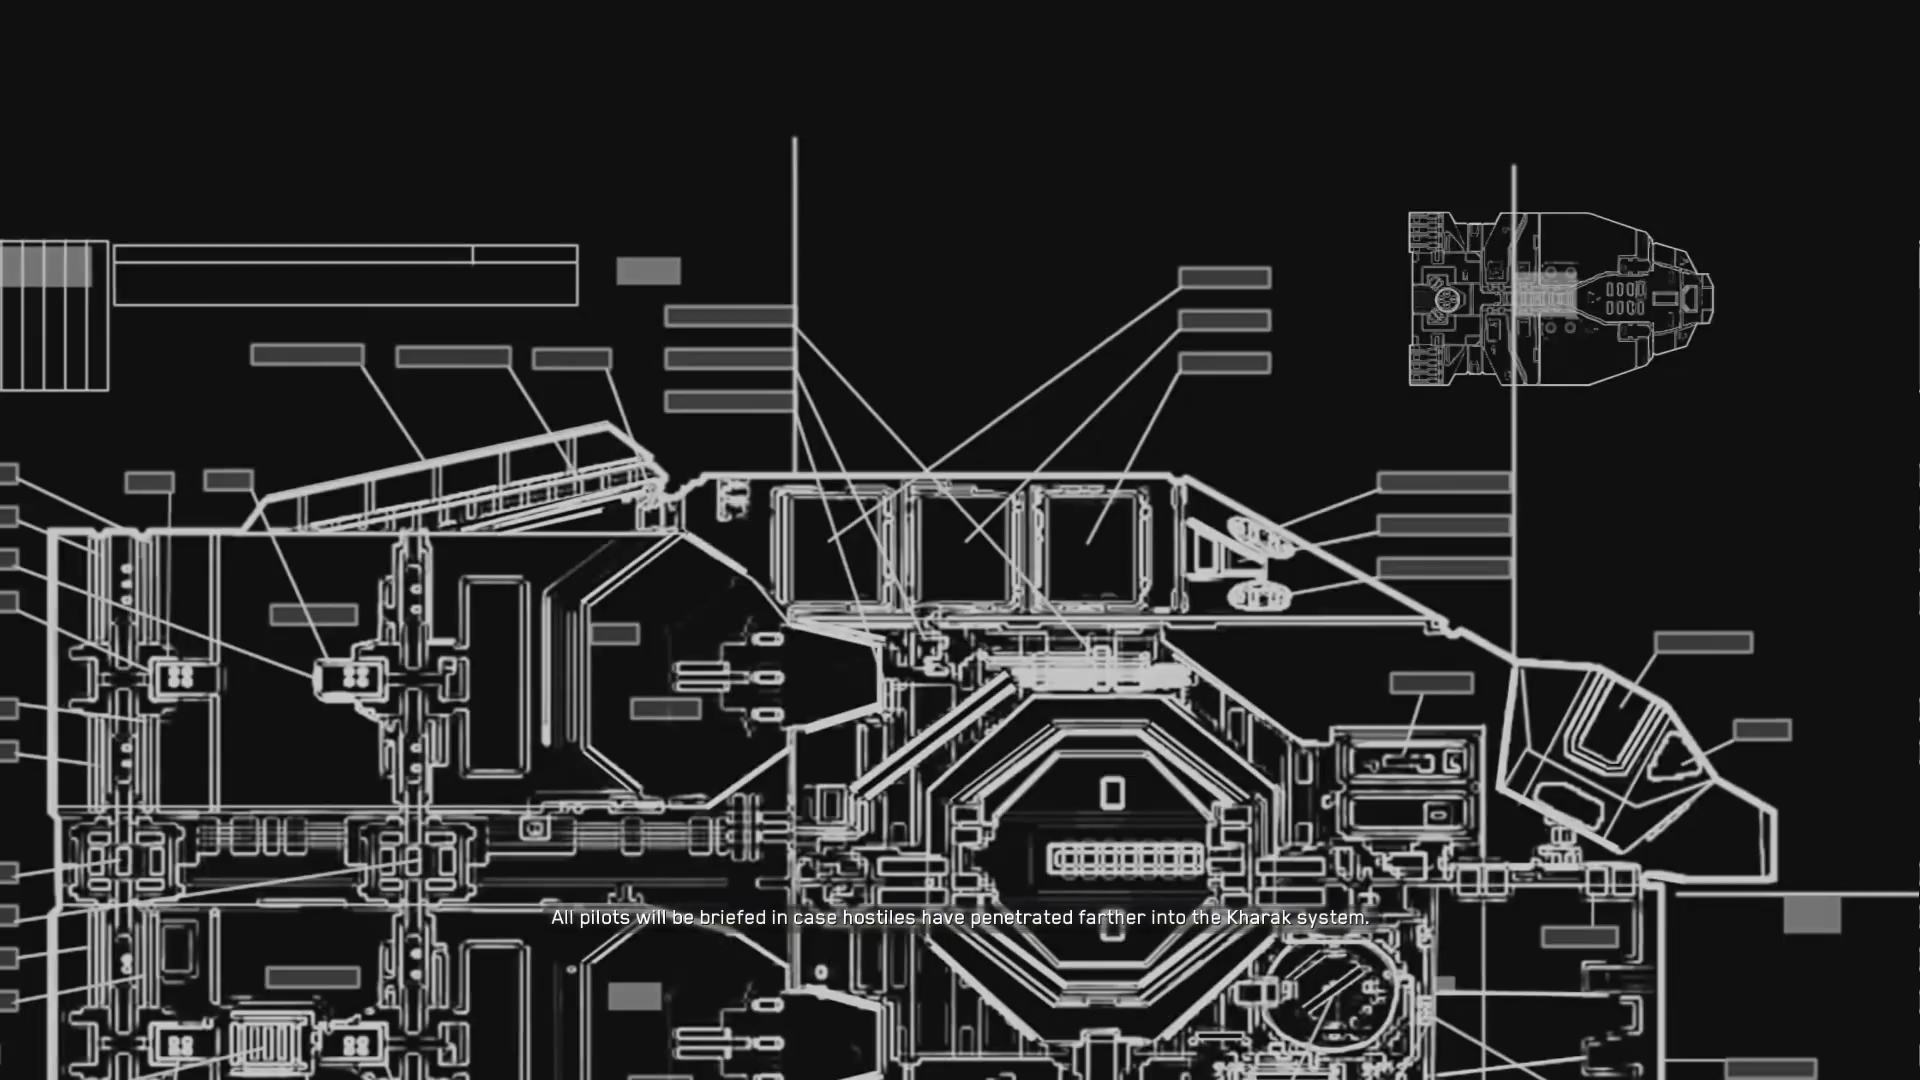 All pilots will be briefed in case hostiles have penetrated farther into the Kharak system.